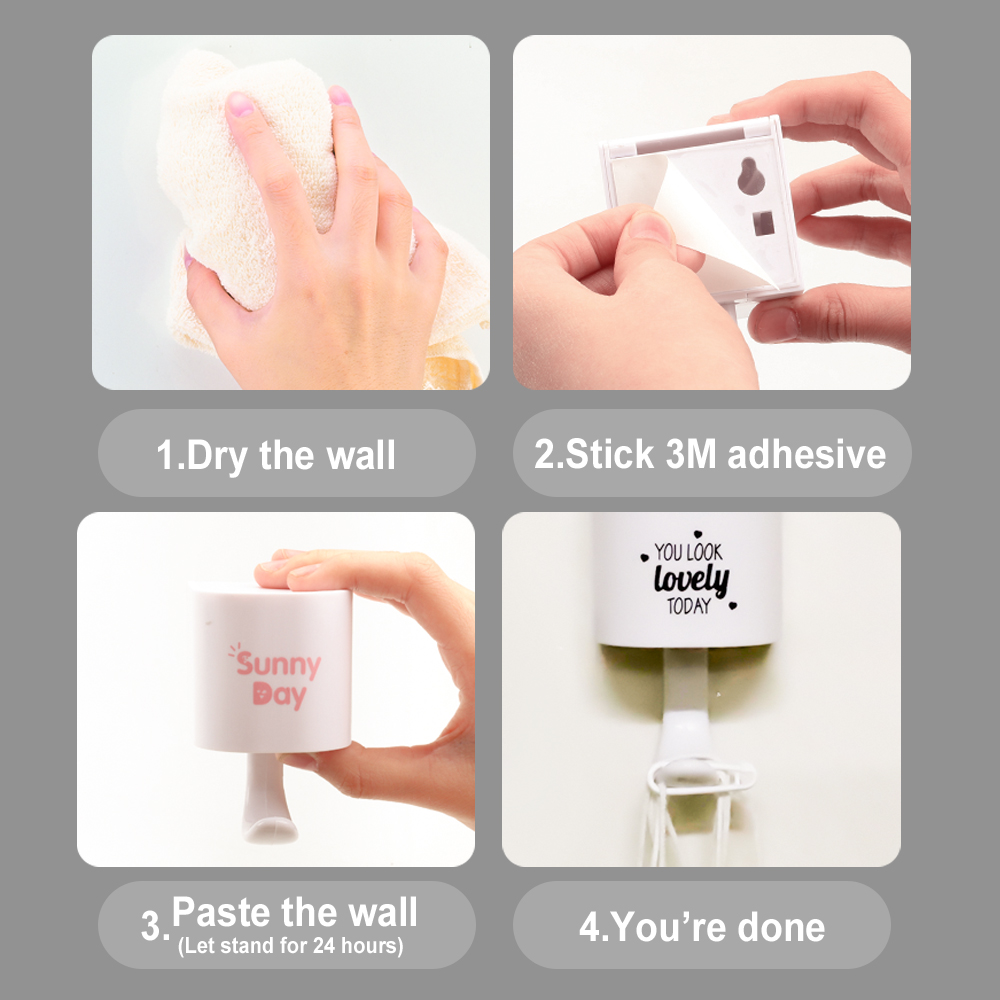 1.Dry the wall
2.Stick 3M adhesive
Sunny
Day
YOU LOOK
lovely
TODAY
3. Paste the wall
(Let stand for 24 hours)
4.You’re done